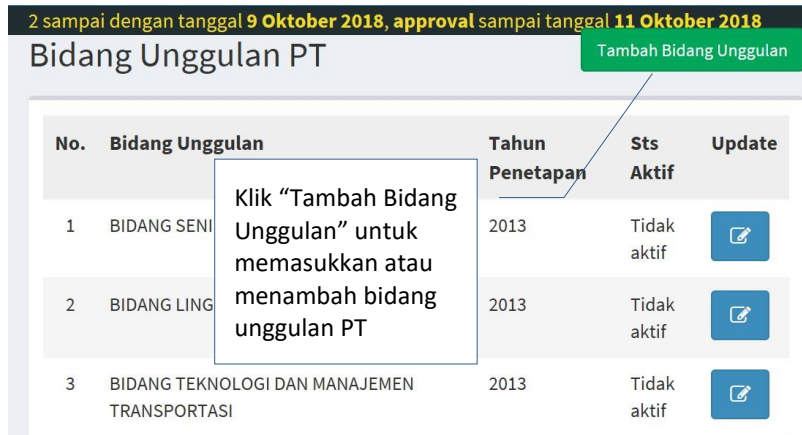 2 sampai dengan tanggal 9 Oktober 2018, approval sampai tanggal 11 Oktober 2018
Bidang Unggulan PT
Tambah Bidang Unggulan
No. Bidang Unggulan Tahun Penetapan Sts Aktif Update
Klik “Tambah Bidang
Unggulan” untuk
memasukkan atau
menambah bidang
unggulan PT
1 BIDANG SENI 2013 Tidak aktif
2 BIDANG LING 2013 Tidak aktif
3 BIDANG TEKNOLOGI DAN MANAJEMEN 2013 Tidak
TRANSPORTASI aktif